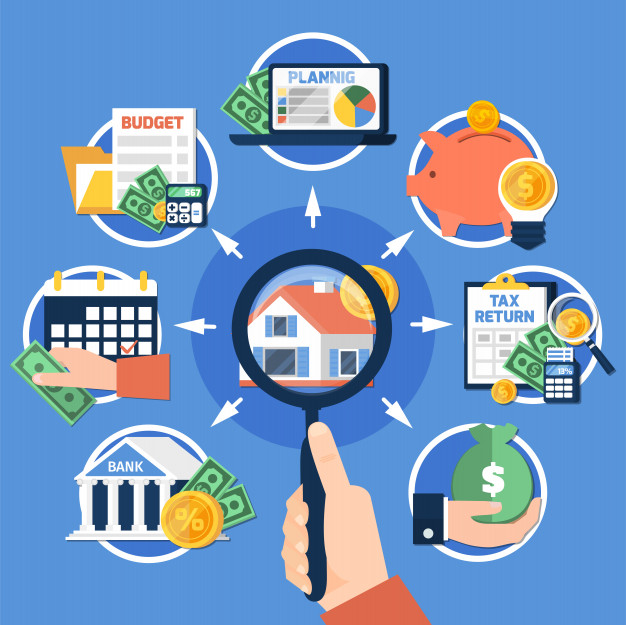 PLANNIG
BUDGET
567
$
TAX
RETURN
$
13%
BANK
%
$